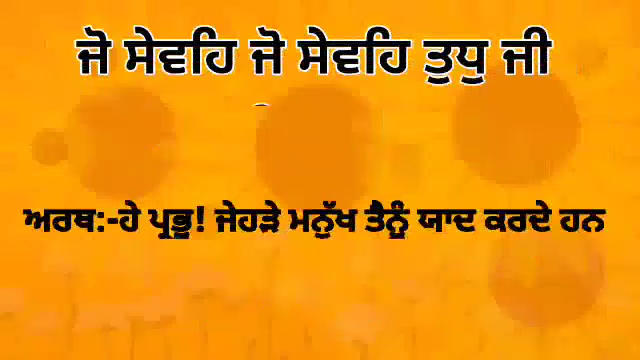 ਜੋ ਸੇਵਹਿ ਜੋ ਸੇਵਹਿ ਤੁਧੁ ਜੀ
ਅਰਥ:-ਹੇ ਪ੍ਰਭੂ! ਜੇਹੜੇ ਮਨੁੱਖ ਤੈਨੂੰ ਯਾਦ ਕਰਦੇ ਹਨ